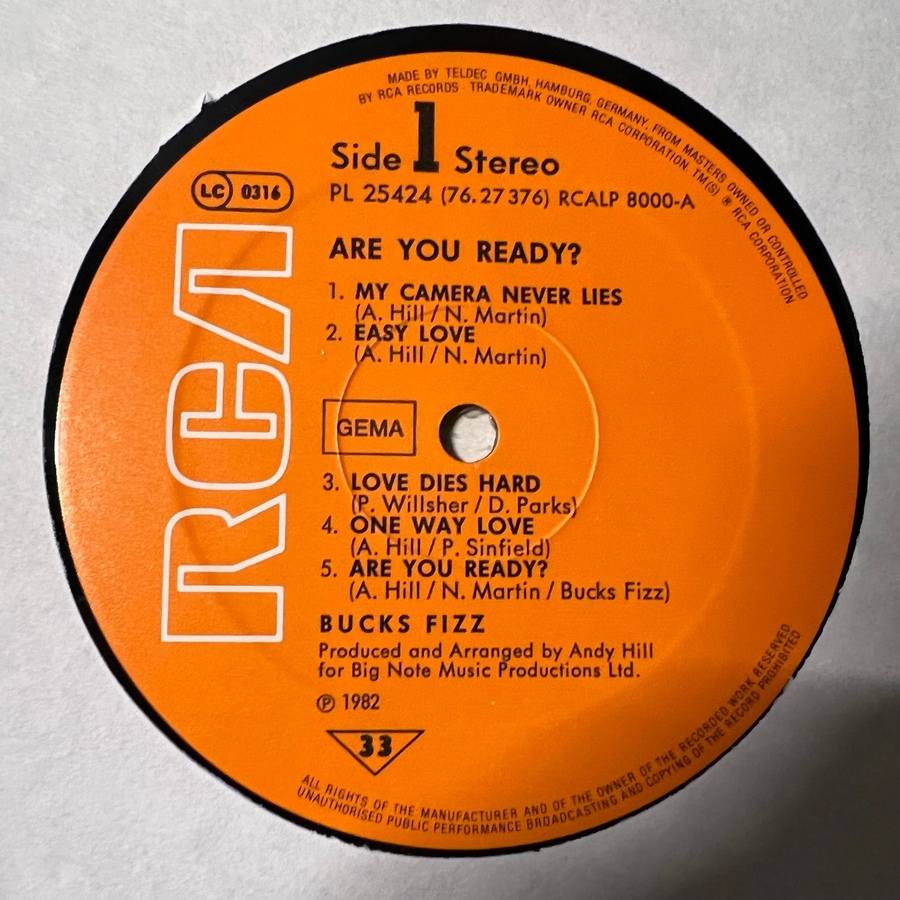 MADE BY TELDEC GMBH, HAMBURG, GERMANY, FROM MASTERS OWNED OR CONTROLLED
BY RCA RECORDS · TRADEMARK OWNER RCA CORPORATION. TM(S) ® RCA CORPORATION
Side 1 Stereo
LC 0316
PL 25424 (76.27376) RCALP 8000-A
RCA
ARE YOU READY?
1. MY CAMERA NEVER LIES
(A. Hill / N. Martin)
2. EASY LOVE
(A. Hill / N. Martin)
GEMA
3. LOVE DIES HARD
(P. Willsher / D. Parks)
4. ONE WAY LOVE
(A. Hill / P. Sinfield)
5. ARE YOU READY?
(A. Hill / N. Martin / Bucks Fizz)
BUCKS FIZZ
Produced and Arranged by Andy Hill
for Big Note Music Productions Ltd.
℗ 1982
33
ALL RIGHTS OF THE MANUFACTURER AND OF THE OWNER OF THE RECORDED WORK RESERVED
UNAUTHORISED PUBLIC PERFORMANCE BROADCASTING AND COPYING OF THE RECORD PROHIBITED